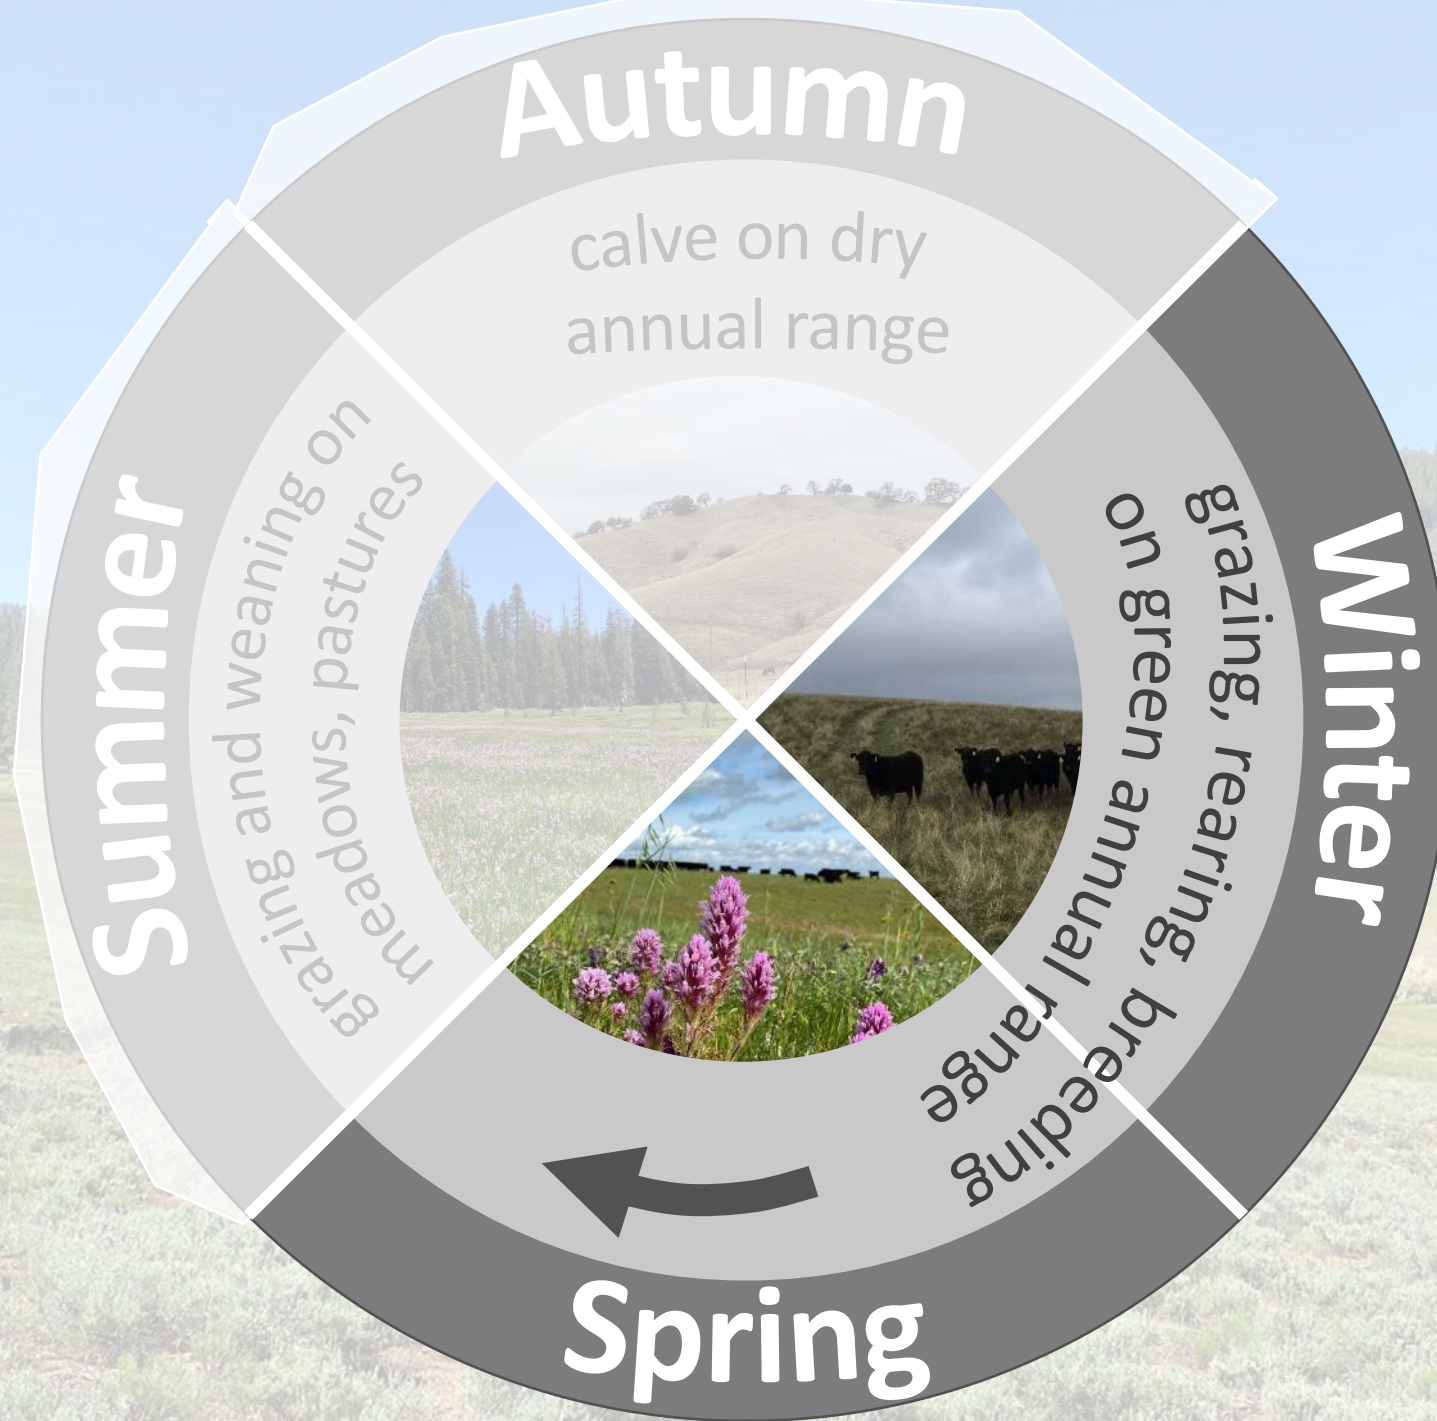 Autumn
calve on dry
annual range
Winter
grazing, rearing, breeding
on green annual range
Spring
Summer
grazing and weaning on
meadows, pastures